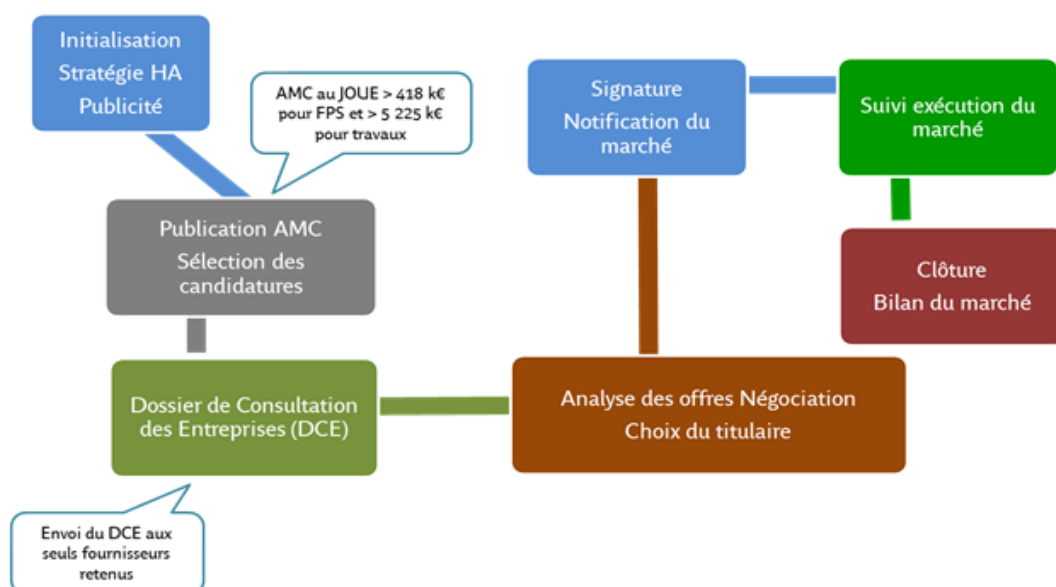 Initialisation
Stratégie HA
Publicité
AMC au JOUE > 418 k€
pour FPS et > 5 225 k€
pour travaux
Publication AMC
Sélection des
candidatures
Dossier de Consultation
des Entreprises (DCE)
Envoi du DCE aux
seuls fournisseurs
retenus
Analyse des offres Négociation
Choix du titulaire
Signature
Notification du
marché
Suivi exécution du
marché
Clôture
Bilan du marché